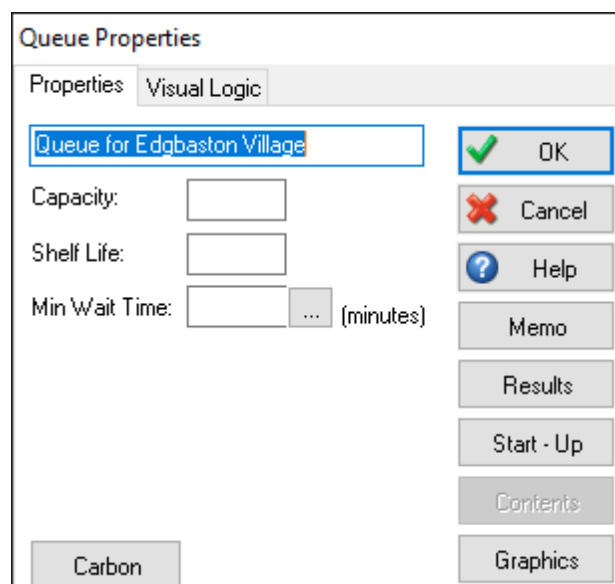 Queue Properties
Properties
Visual Logic
Queue for Edgbaston Village
OK
Capacity:
Cancel
Shelf Life:
Help
Min Wait Time:
...
(minutes)
Memo
Results
Start - Up
Contents
Carbon
Graphics